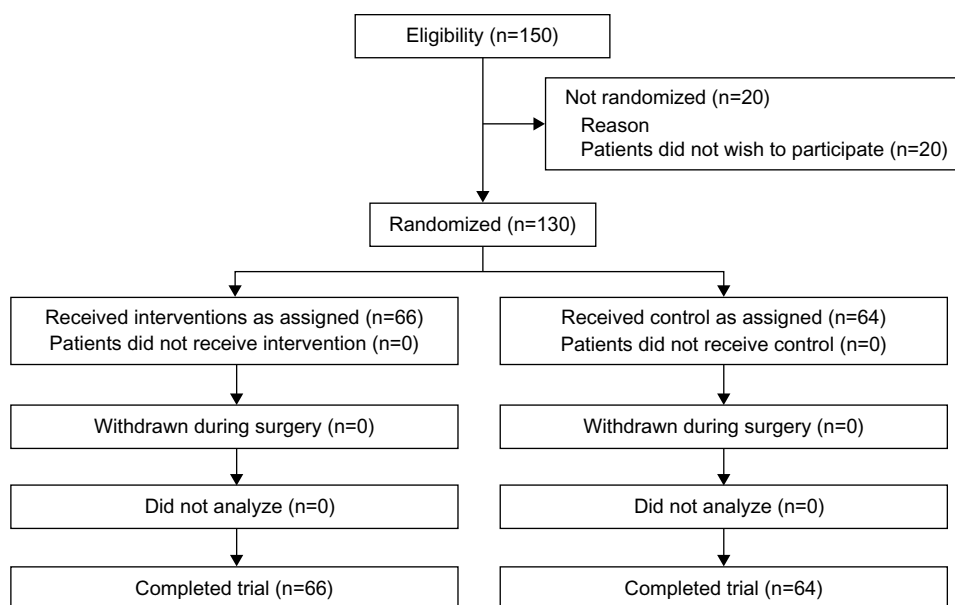 Eligibility (n=150)
Not randomized (n=20)
Reason
Patients did not wish to participate (n=20)
Randomized (n=130)
Received interventions as assigned (n=66)
Patients did not receive intervention (n=0)
Received control as assigned (n=64)
Patients did not receive control (n=0)
Withdrawn during surgery (n=0)
Withdrawn during surgery (n=0)
Did not analyze (n=0)
Did not analyze (n=0)
Completed trial (n=66)
Completed trial (n=64)